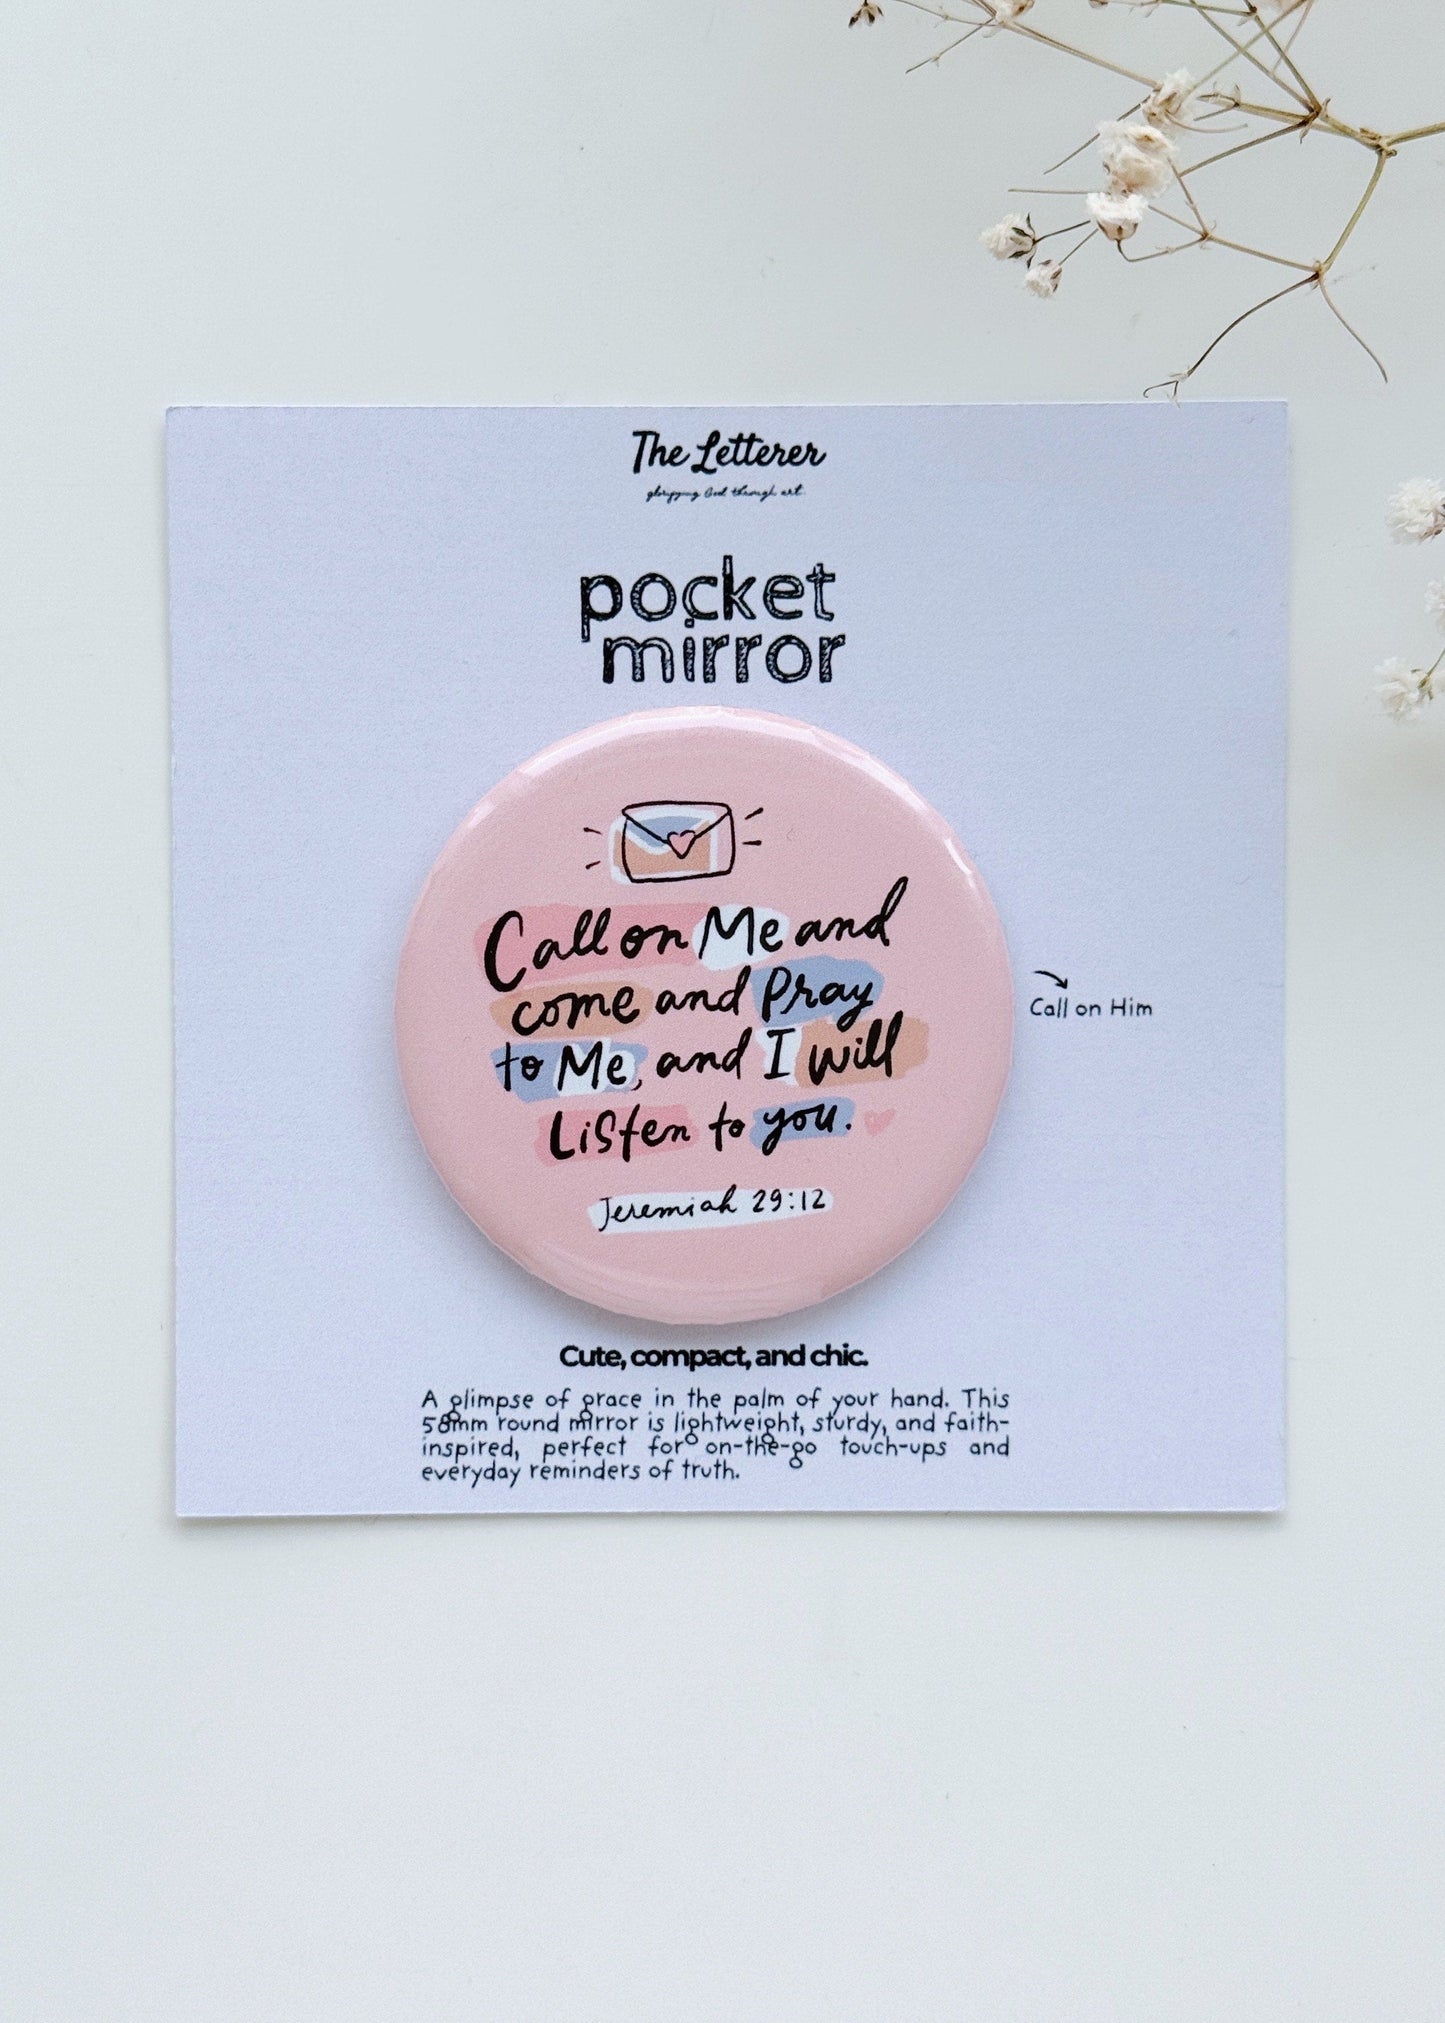 The Letterer
glorifying God through art
pocket
mirror
Call on Me and
come and Pray
to Me, and I will
Listen to you.
Jeremiah 29:12
Call on Him
Cute, compact, and chic.
A glimpse of grace in the palm of your hand. This
58mm round mirror is lightweight, sturdy, and faith-
inspired, perfect for on-the-go touch-ups and
everyday reminders of truth.